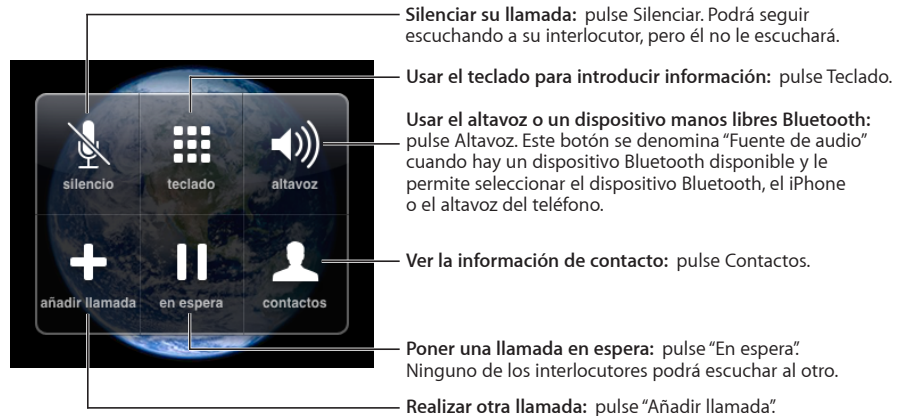 Silenciar su llamada: pulse Silenciar. Podrá seguir
escuchando a su interlocutor, pero él no le escuchará.
Usar el teclado para introducir información: pulse Teclado.
Usar el altavoz o un dispositivo manos libres Bluetooth:
pulse Altavoz. Este botón se denomina “Fuente de audio”
cuando hay un dispositivo Bluetooth disponible y le
permite seleccionar el dispositivo Bluetooth, el iPhone
o el altavoz del teléfono.
silencio teclado altavoz
Ver la información de contacto: pulse Contactos.
añadir llamada en espera contactos
Poner una llamada en espera: pulse “En espera”.
Ninguno de los interlocutores podrá escuchar al otro.
Realizar otra llamada: pulse “Añadir llamada”.